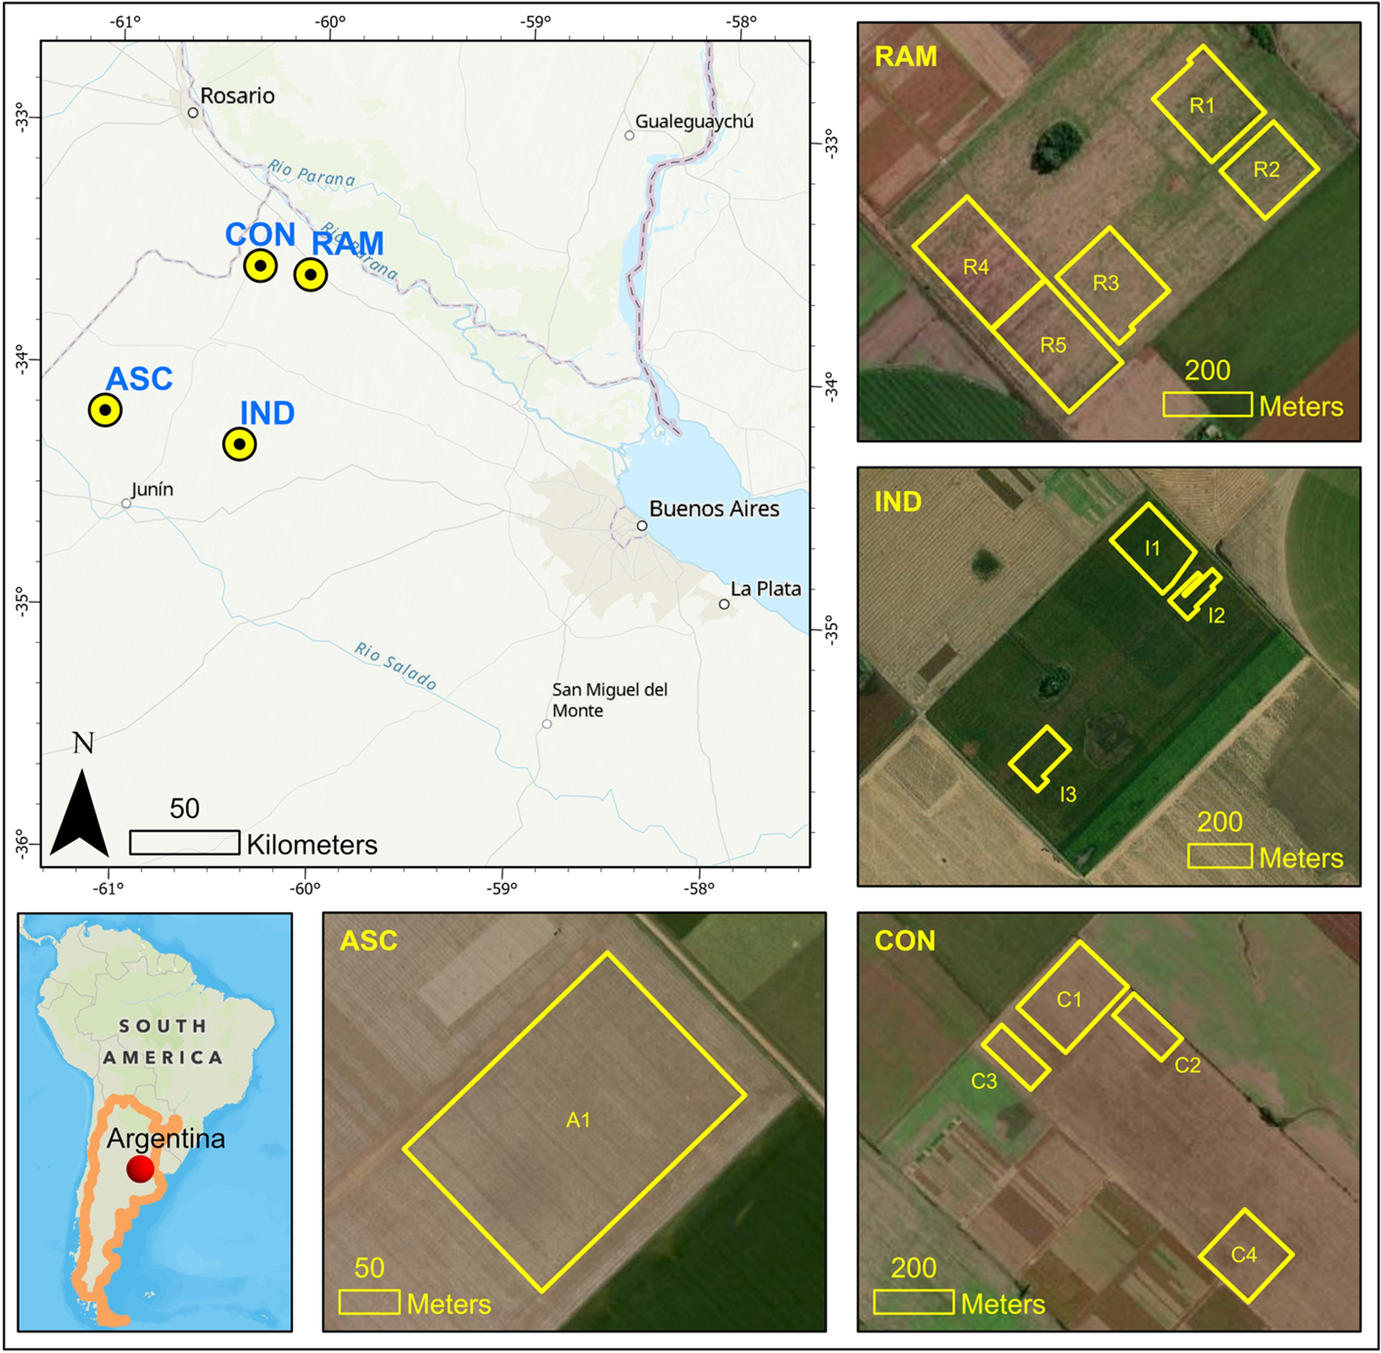 -61°
-60°
-59°
-58°
-33°
-34°
-35°
-36°
Rosario
Gualeguaychú
Rio Parana
CON
RAM
Rio Parana
ASC
IND
Junín
Buenos Aires
La Plata
Rio Salado
San Miguel del
Monte
N
50
Kilometers
-33°
-34°
-35°
-61°
-60°
-59°
-58°
RAM
R1
R2
R3
R4
R5
200
Meters
IND
I1
I2
I3
200
Meters
SOUTH
AMERICA
Argentina
ASC
A1
50
Meters
CON
C1
C2
C3
C4
200
Meters